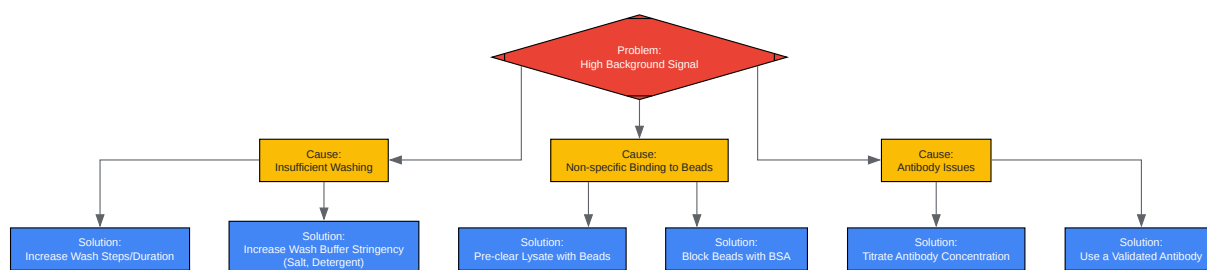 Problem:
High Background Signal
Cause:
Insufficient Washing
Cause:
Non-specific Binding to Beads
Cause:
Antibody Issues
Solution:
Increase Wash Steps/Duration
Solution:
Increase Wash Buffer Stringency
(Salt, Detergent)
Solution:
Pre-clear Lysate with Beads
Solution:
Block Beads with BSA
Solution:
Titrate Antibody Concentration
Solution:
Use a Validated Antibody